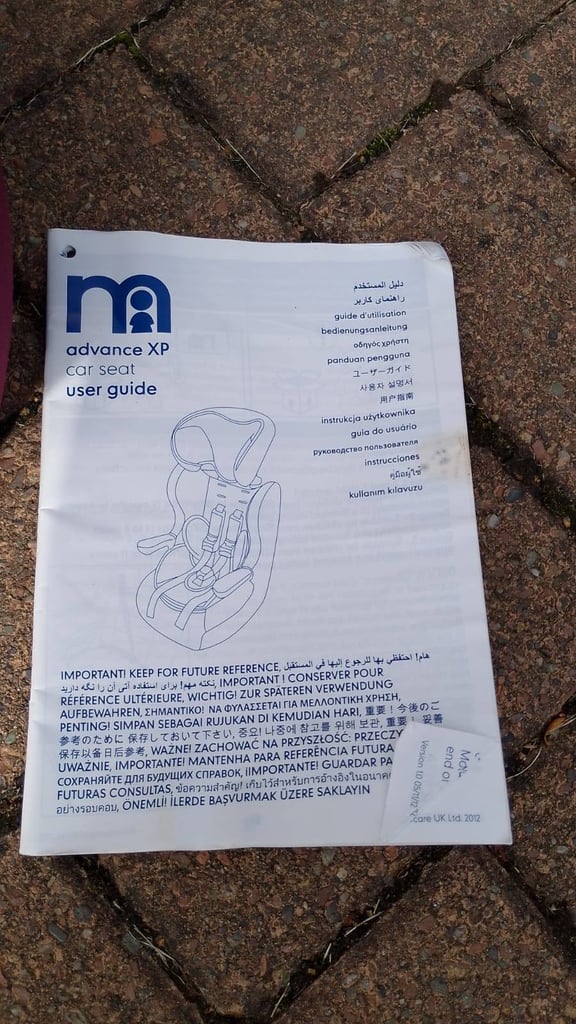 m
advance XP
car seat
user guide
دليل المستخدم
راهنمای کاربر
guide d'utilisation
bedienungsanleitung
οδηγός χρήστη
panduan pengguna
ユーザーガイド
사용자 설명서
用户指南
instrukcja użytkownika
guia do usuário
руководство пользователя
instrucciones
คู่มือผู้ใช้
kullanım kılavuzu
IMPORTANT! KEEP FOR FUTURE REFERENCE, هام! احتفظي بها للرجوع إليها في المستقبل
نکته مهم! برای استفاده آتی آن را نگه دارید, IMPORTANT ! CONSERVER POUR
RÉFÉRENCE ULTÉRIEURE, WICHTIG! ZUR SPÄTEREN VERWENDUNG
AUFBEWAHREN, ΣΗΜΑΝΤΙΚΟ! ΝΑ ΦΥΛΑΣΣΕΤΑΙ ΓΙΑ ΜΕΛΛΟΝΤΙΚΗ ΧΡΗΣΗ,
PENTING! SIMPAN SEBAGAI RUJUKAN DI KEMUDIAN HARI, 重要！今後のご
参考のために 保存しておいて下さい, 중요! 나중에 참고를 위해 보관, 重要！ 妥善
保存以备日后参考, WAŻNE! ZACHOWAĆ NA PRZYSZŁOŚĆ: PRZECZY
UWAŻNIE, IMPORTANTE! MANTENHA PARA REFERÊNCIA FUTURA
СОХРАНЯЙТЕ ДЛЯ БУДУЩИХ СПРАВОК, ¡IMPORTANTE! GUARDAR PA
FUTURAS CONSULTAS, ข้อความสำคัญ! เก็บไว้สำหรับการอ้างอิงในอนาค
อย่างรอบคอบ, ÖNEMLİ! İLERDE BAŞVURMAK ÜZERE SAKLAYIN
care UK Ltd. 2012
end of
Version 1.0 05/11/12